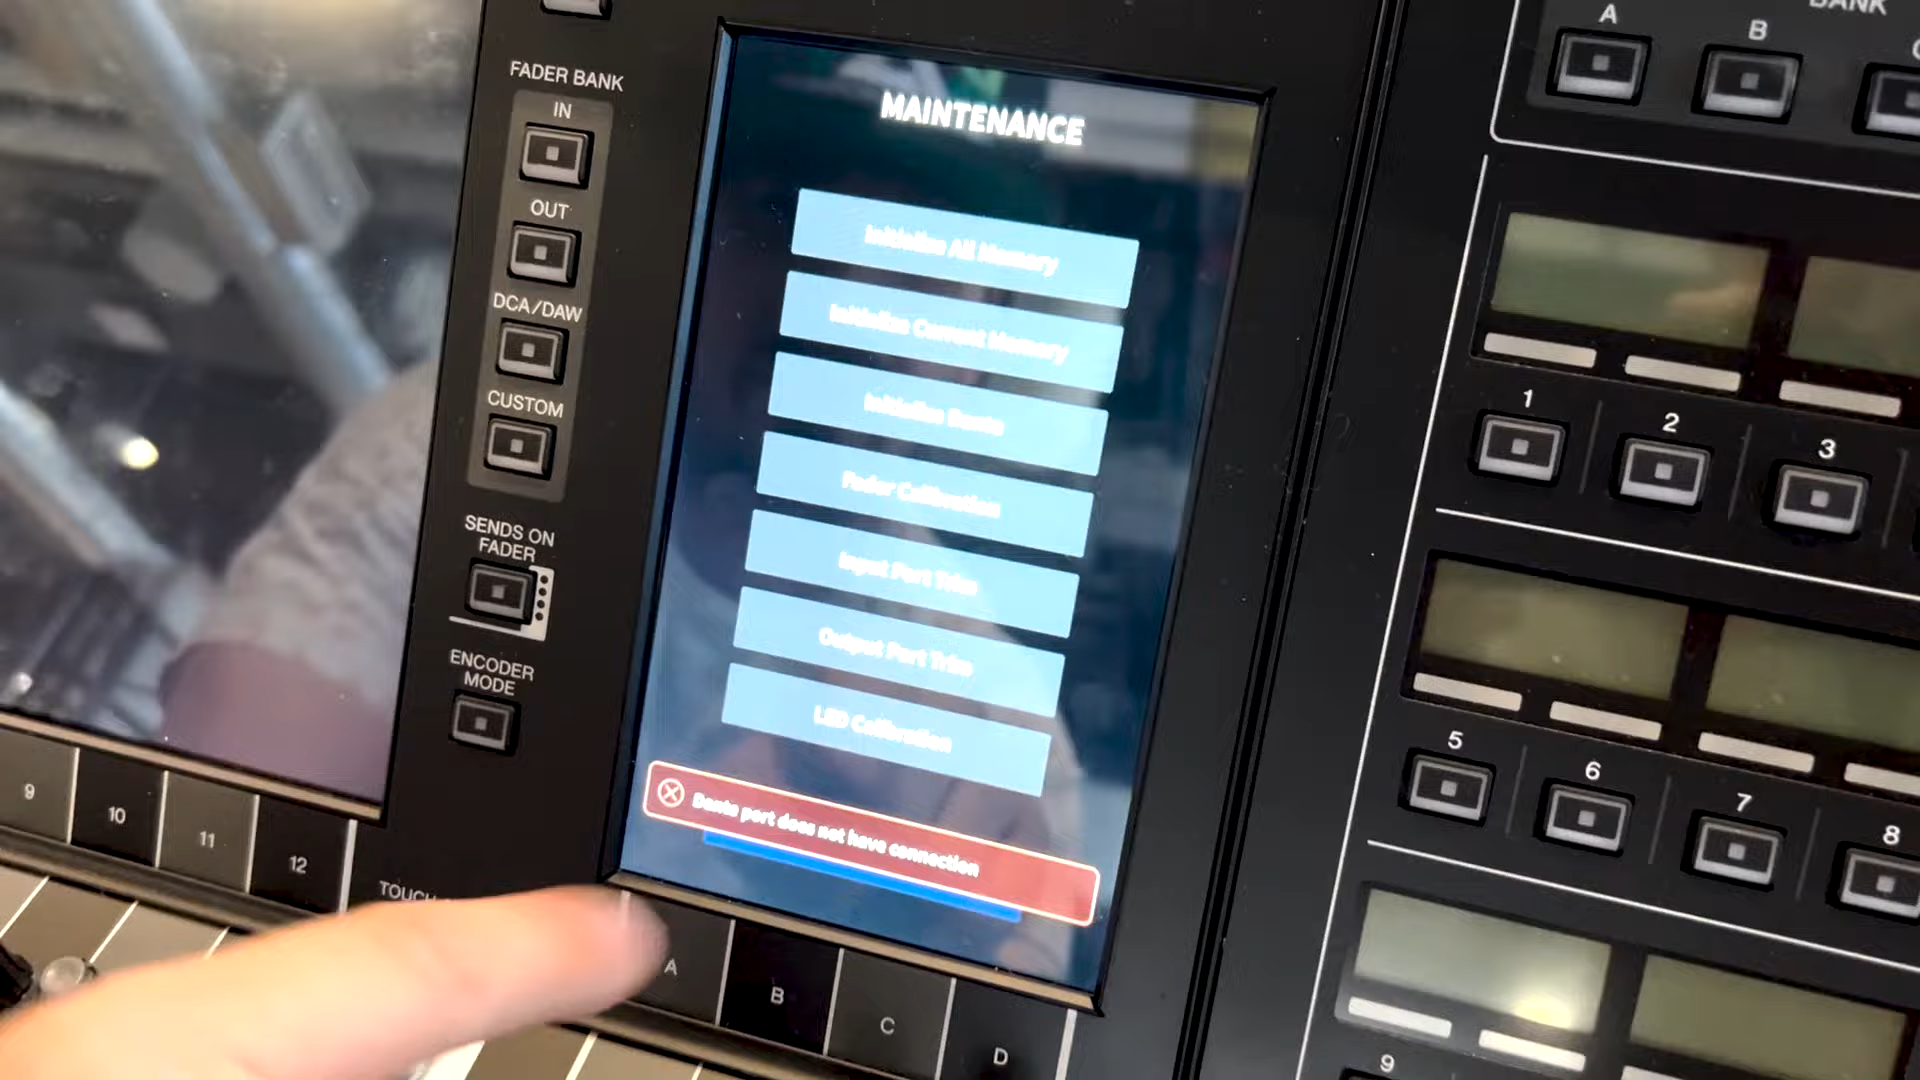 BANK
A
B
FADER BANK
IN
OUT
DCA/DAW
CUSTOM
SENDS ON
FADER
ENCODER
MODE
MAINTENANCE
Initialize All Memory
Initialize Current Memory
Initialize Dante
Fader Calibration
Input Port Trim
Output Port Trim
LED Calibration
Dante port does not have connection
1
2
3
5
6
7
8
9
9
10
11
12
TOUCH
A
B
C
D